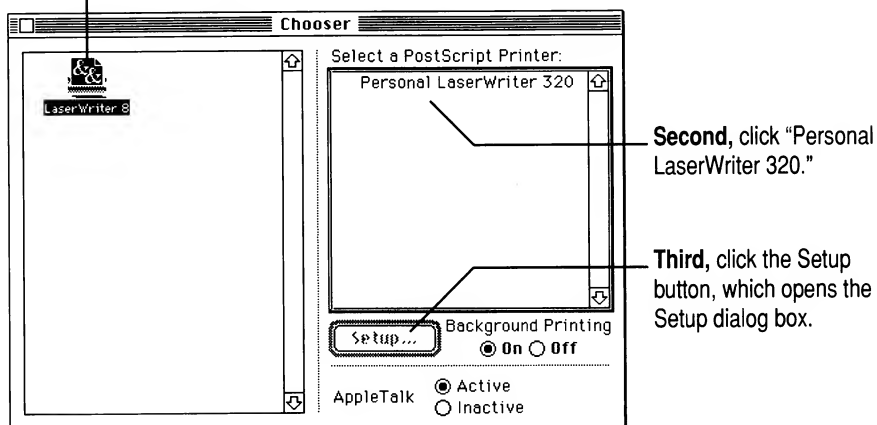 Chooser
Select a PostScript Printer:
LaserWriter 8
Personal LaserWriter 320
Second, click “Personal
LaserWriter 320.”
Third, click the Setup
button, which opens the
Setup dialog box.
Setup...
Background Printing
On Off
AppleTalk
Active
Inactive